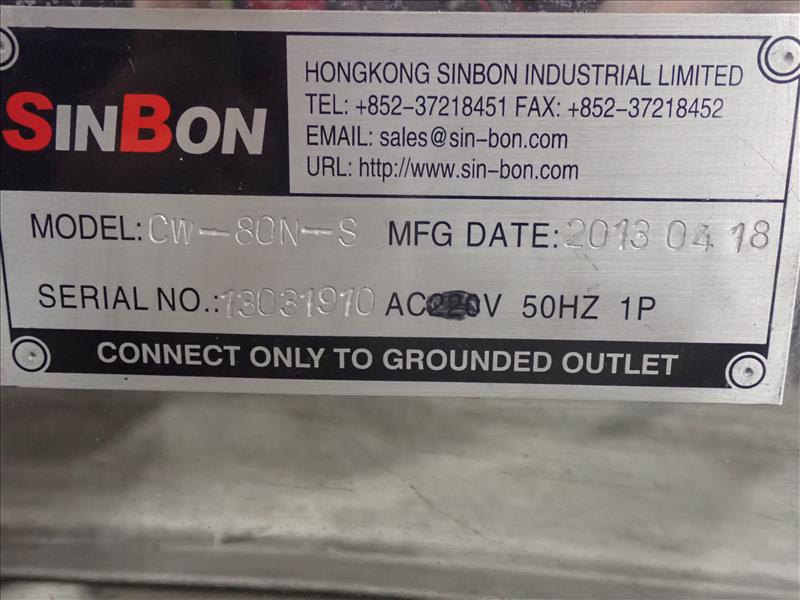 SINBON
HONGKONG SINBON INDUSTRIAL LIMITED
TEL: +852-37218451 FAX: +852-37218452
EMAIL: sales@sin-bon.com
URL: http://www.sin-bon.com
MODEL: CW-80N-S MFG DATE: 2013 04 18
SERIAL NO.: 13031910 AC220V 50HZ 1P
CONNECT ONLY TO GROUNDED OUTLET